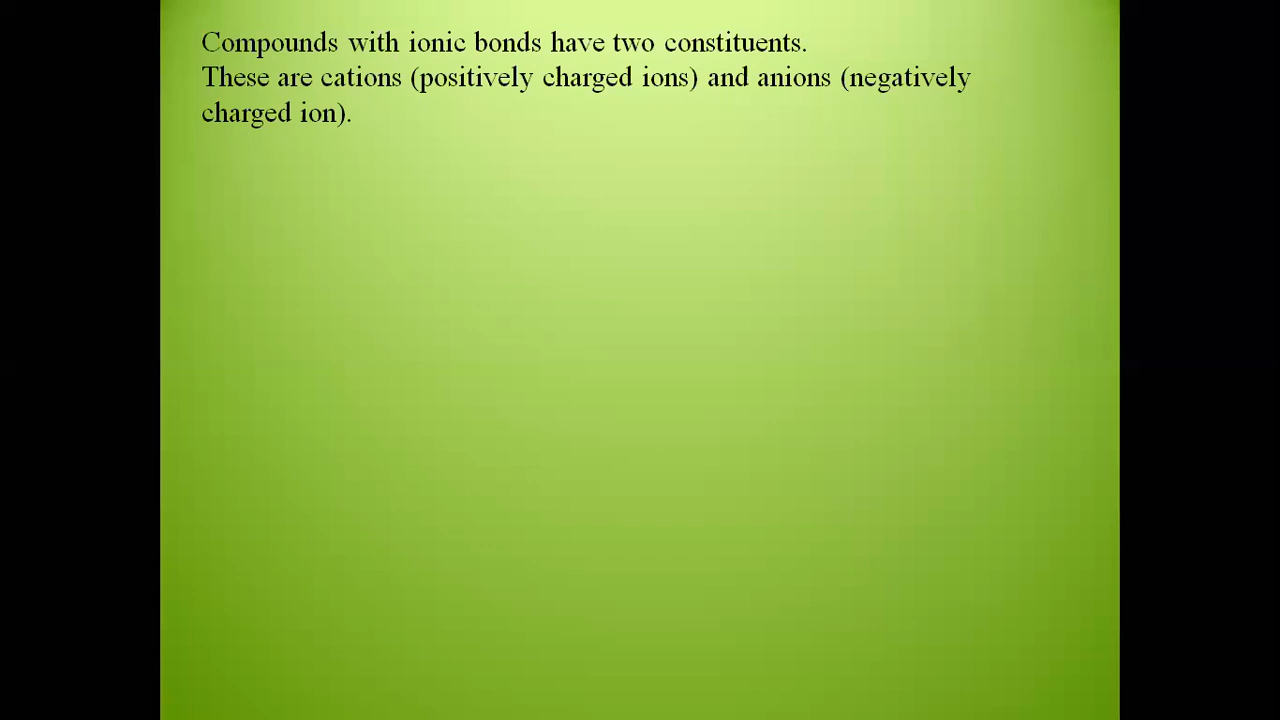 Compounds with ionic bonds have two constituents.
These are cations (positively charged ions) and anions (negatively
charged ion).